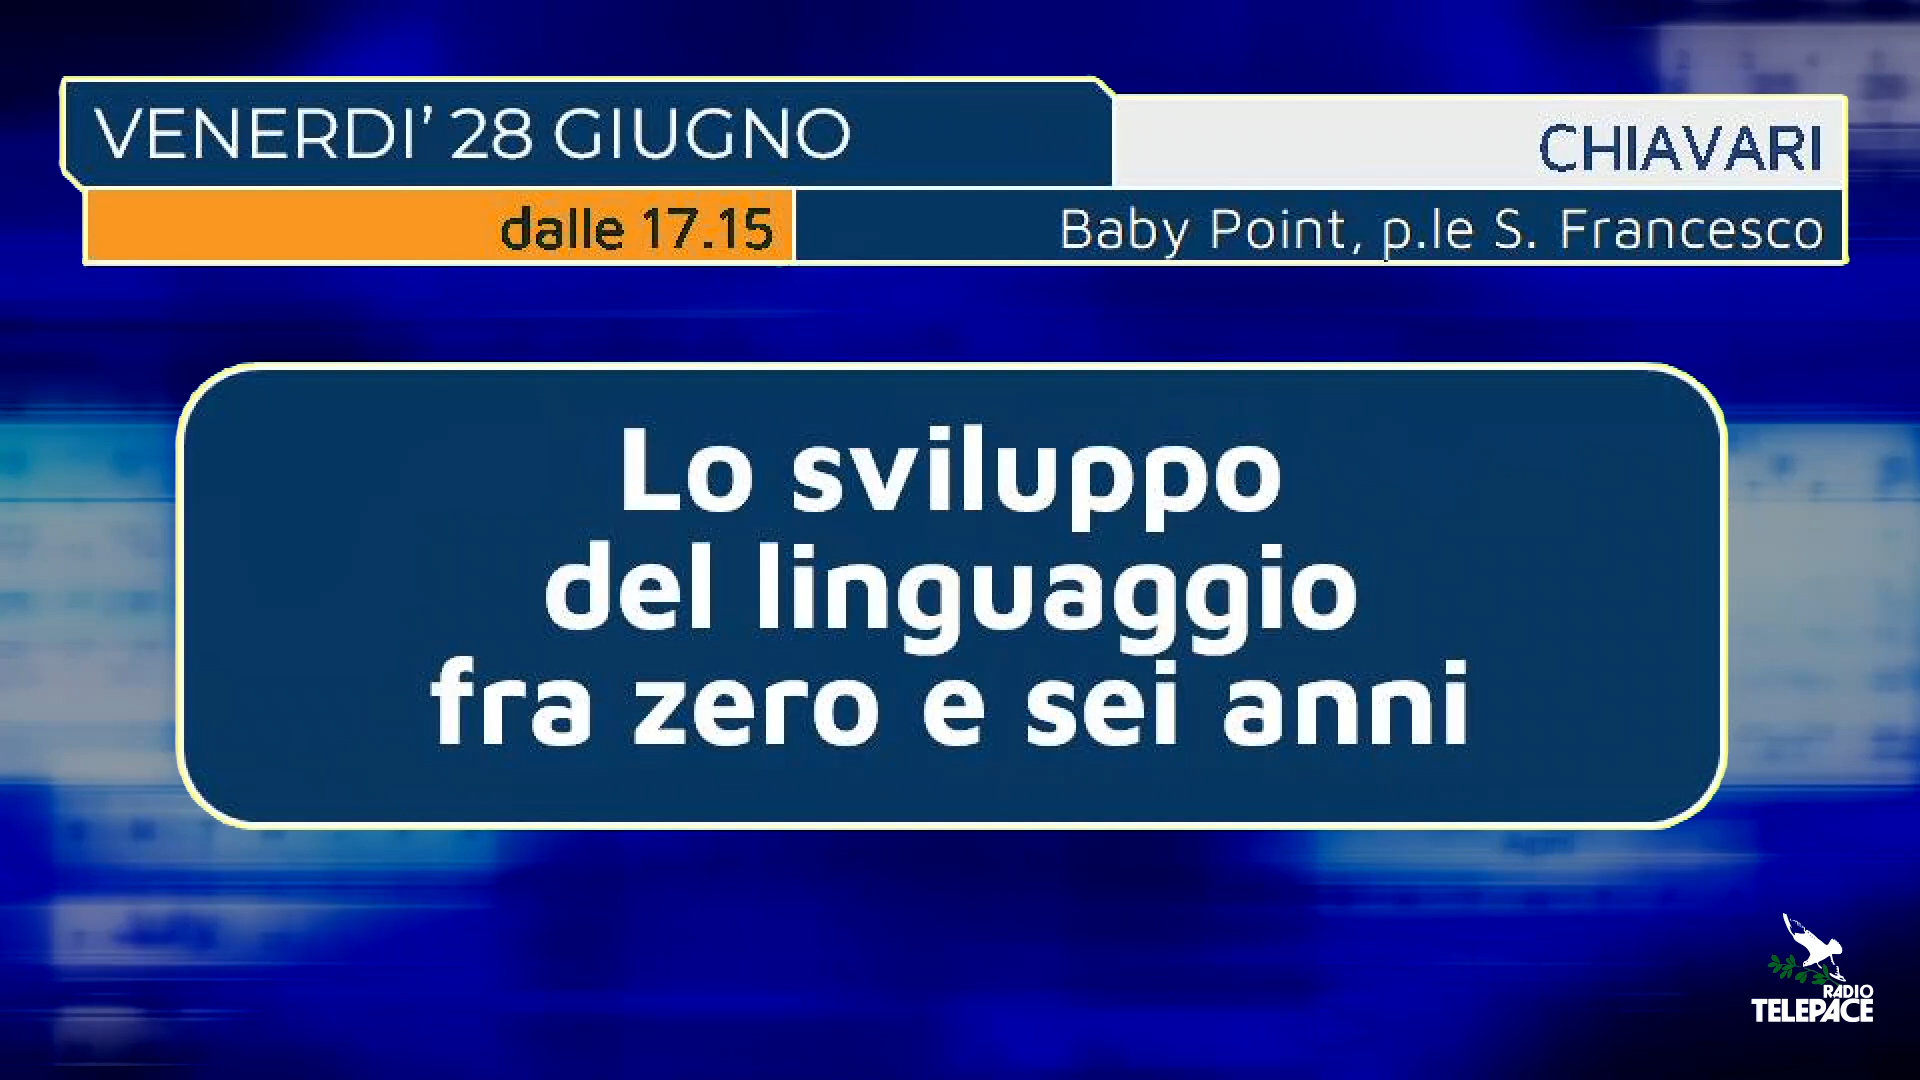 VENERDI’ 28 GIUGNO
CHIAVARI
dalle 17.15
Baby Point, p.le S. Francesco
Lo sviluppo
del linguaggio
fra zero e sei anni
RADIO
TELEPACE